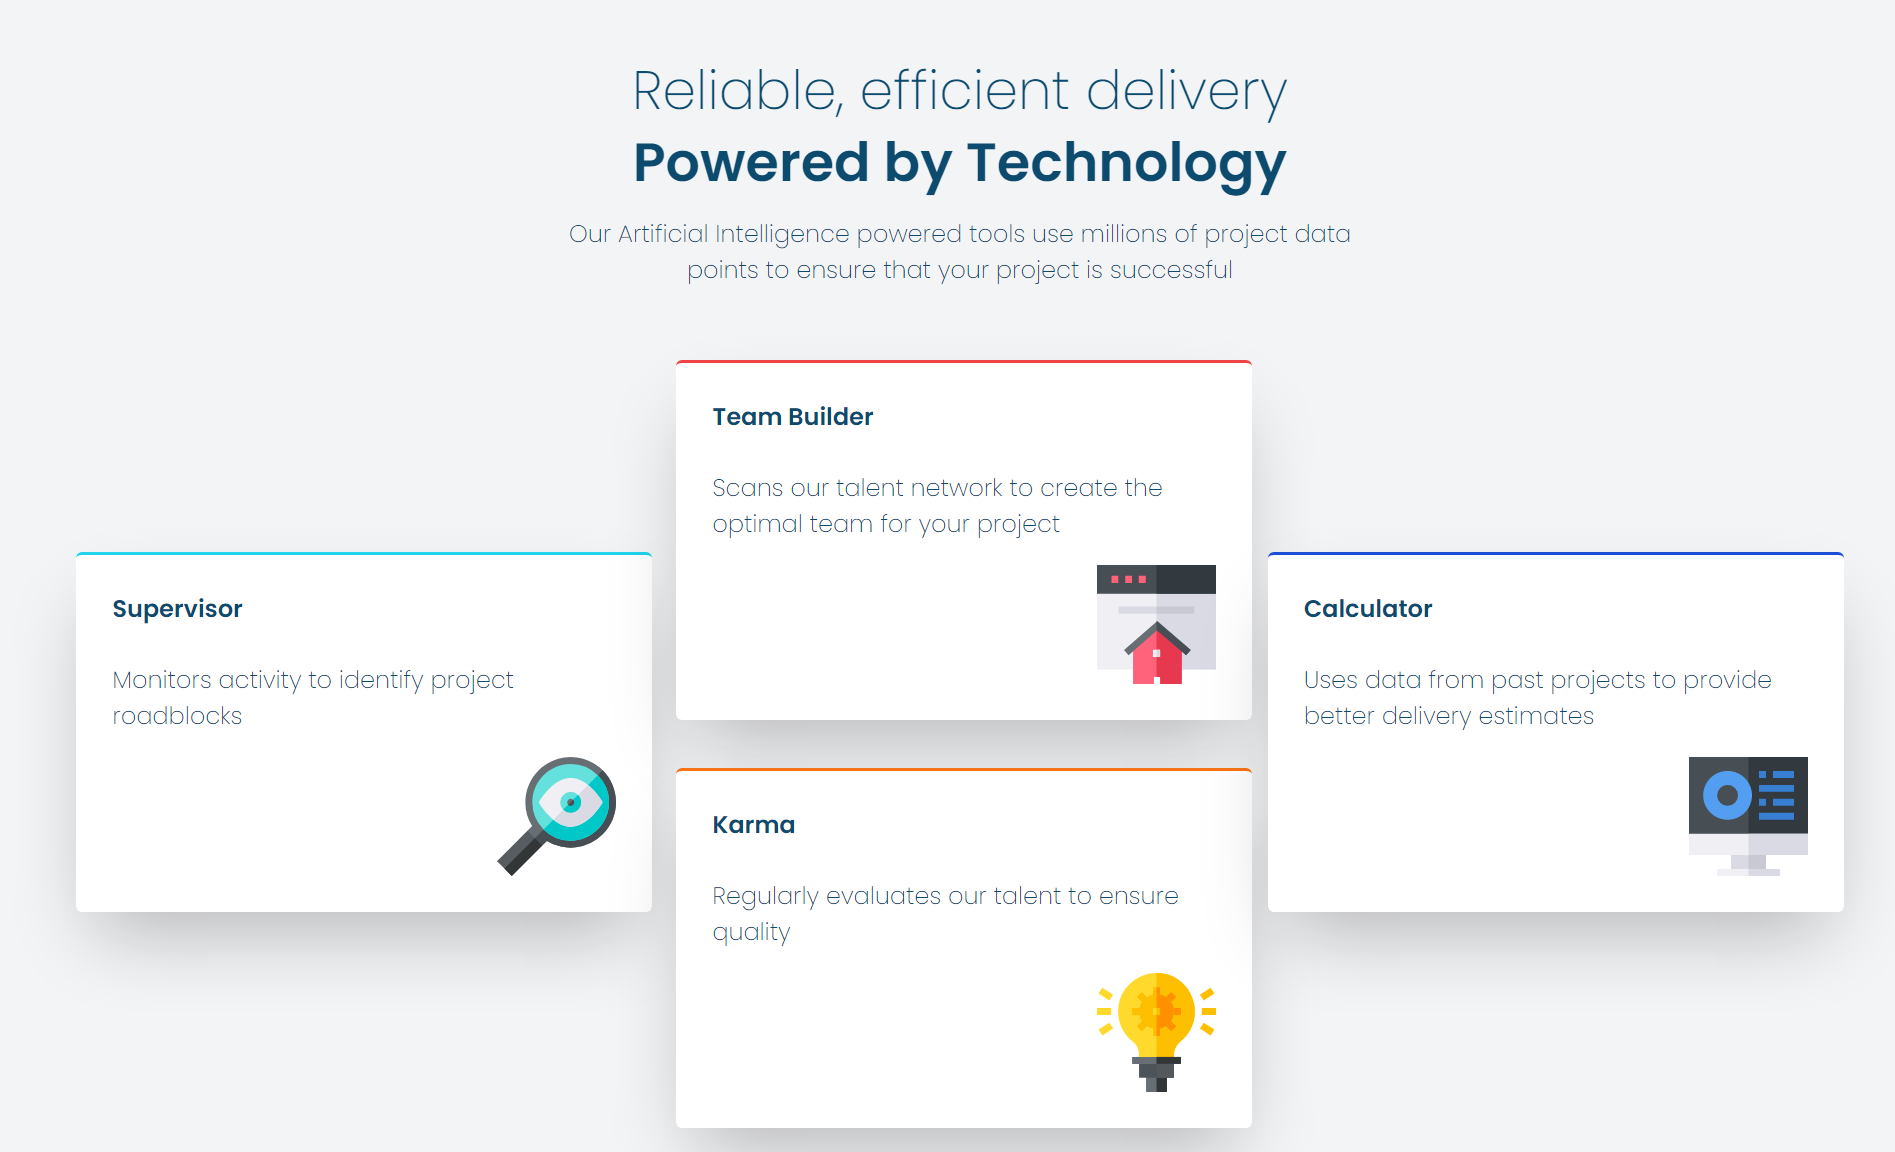 Reliable, efficient delivery
Powered by Technology
Our Artificial Intelligence powered tools use millions of project data
points to ensure that your project is successful
Supervisor
Monitors activity to identify project
roadblocks
Team Builder
Scans our talent network to create the
optimal team for your project
Karma
Regularly evaluates our talent to ensure
quality
Calculator
Uses data from past projects to provide
better delivery estimates